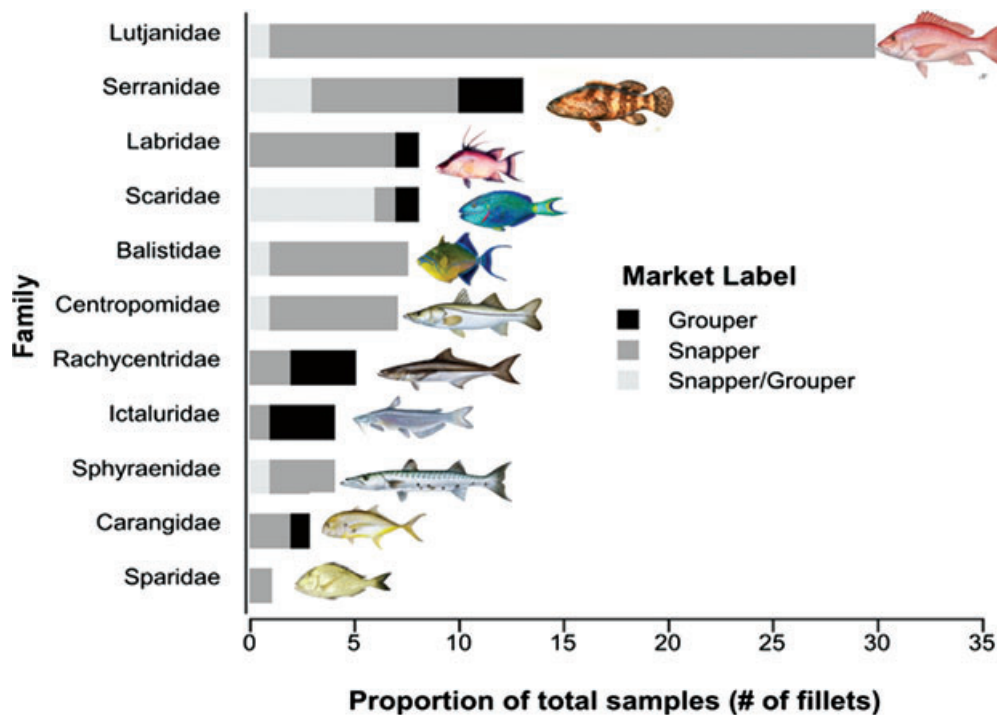 Lutjanidae
Serranidae
Labridae
Scaridae
Balistidae
Centropomidae
Rachycentridae
Ictaluridae
Sphyraenidae
Carangidae
Sparidae
Family
Market Label
Grouper
Snapper
Snapper/Grouper
0 5 10 15 20 25 30 35
Proportion of total samples (# of fillets)